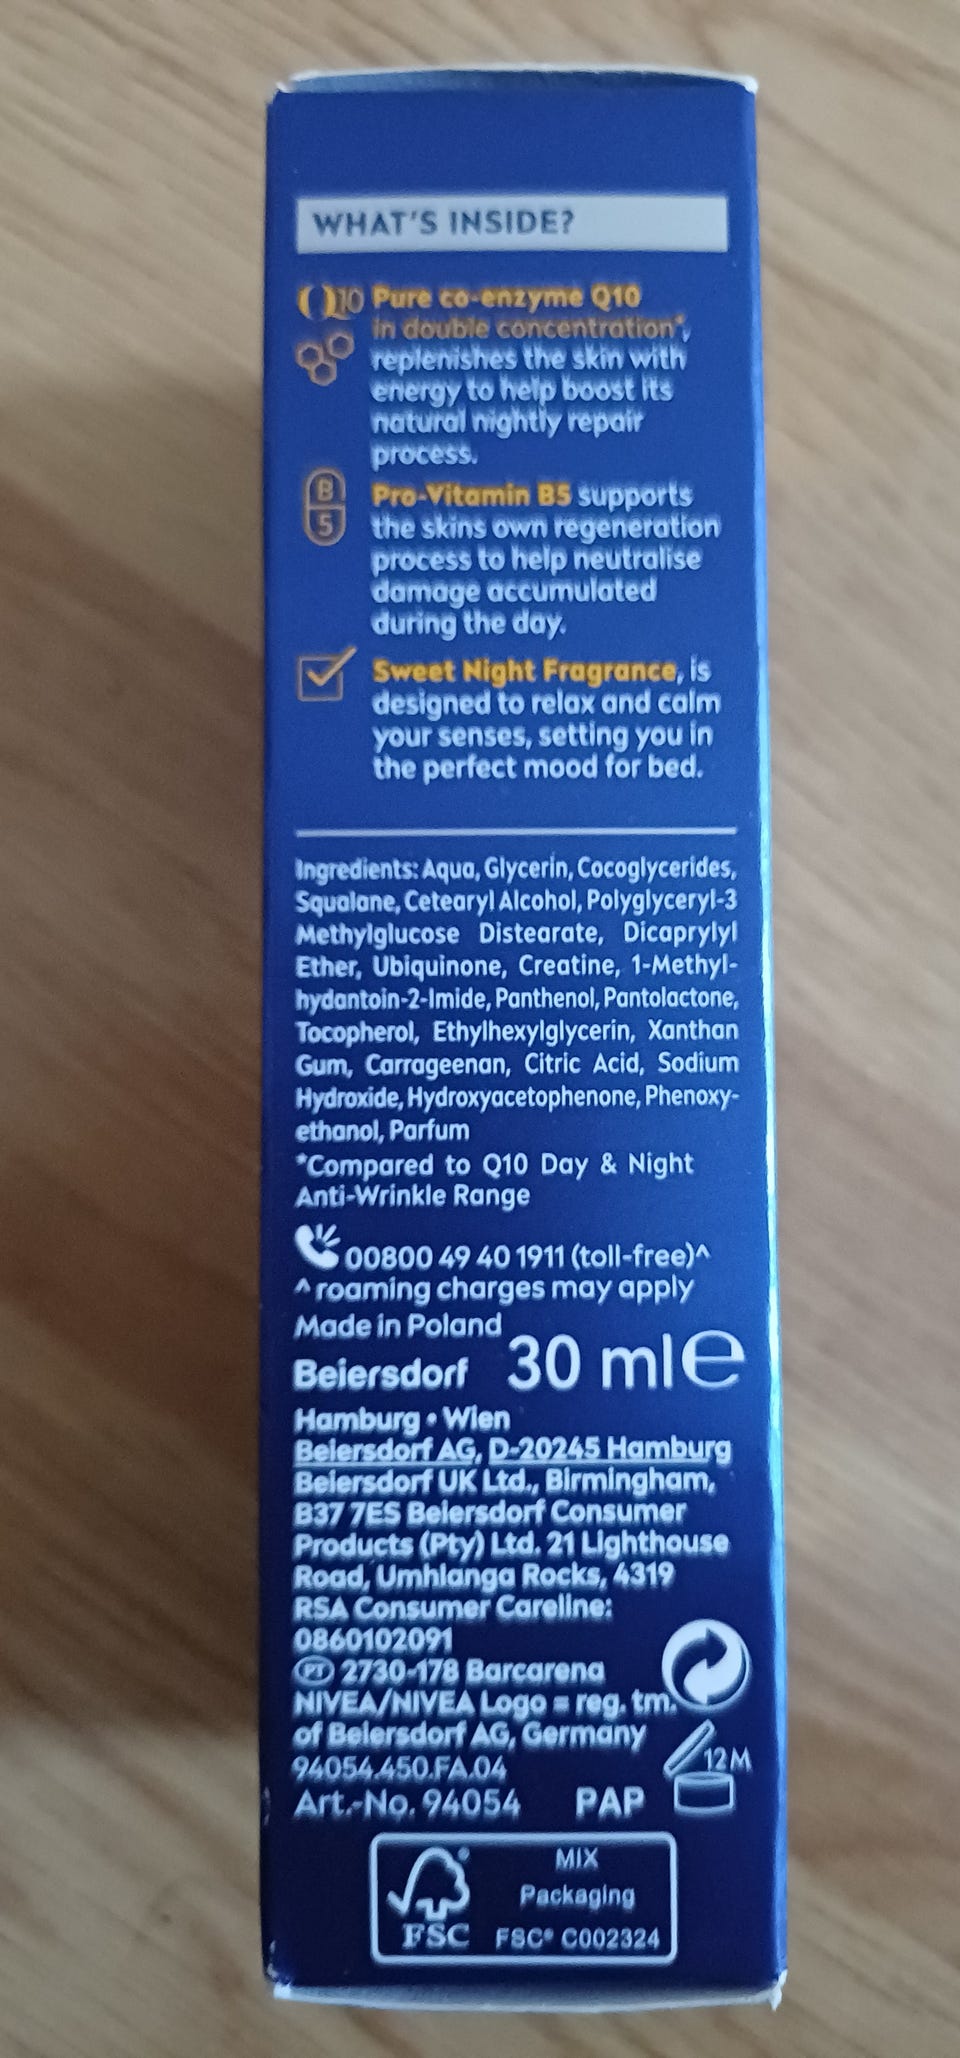 WHAT'S INSIDE?
Q10 Pure co-enzyme Q10
in double concentration*,
replenishes the skin with
energy to help boost its
natural nightly repair
process.
B
5
Pro-Vitamin B5 supports
the skins own regeneration
process to help neutralise
damage accumulated
during the day.
Sweet Night Fragrance, is
designed to relax and calm
your senses, setting you in
the perfect mood for bed.
Ingredients: Aqua, Glycerin, Cocoglycerides,
Squalane, Cetearyl Alcohol, Polyglyceryl-3
Methylglucose Distearate, Dicaprylyl
Ether, Ubiquinone, Creatine, 1-Methyl-
hydantoin-2-Imide, Panthenol, Pantolactone,
Tocopherol, Ethylhexylglycerin, Xanthan
Gum, Carrageenan, Citric Acid, Sodium
Hydroxide, Hydroxyacetophenone, Phenoxy-
ethanol, Parfum
*Compared to Q10 Day & Night
Anti-Wrinkle Range
00800 49 40 1911 (toll-free)^
^ roaming charges may apply
Made in Poland
Beiersdorf 30 ml e
Hamburg • Wien
Beiersdorf AG, D-20245 Hamburg
Beiersdorf UK Ltd., Birmingham,
B37 7ES Beiersdorf Consumer
Products (Pty) Ltd. 21 Lighthouse
Road, Umhlanga Rocks, 4319
RSA Consumer Careline:
0860102091
PT 2730-178 Barcarena
NIVEA/NIVEA Logo = reg. tm.
of Beiersdorf AG, Germany
94054.450.FA.04
12M
Art.-No. 94054 PAP
MIX
Packaging
FSC FSC® C002324